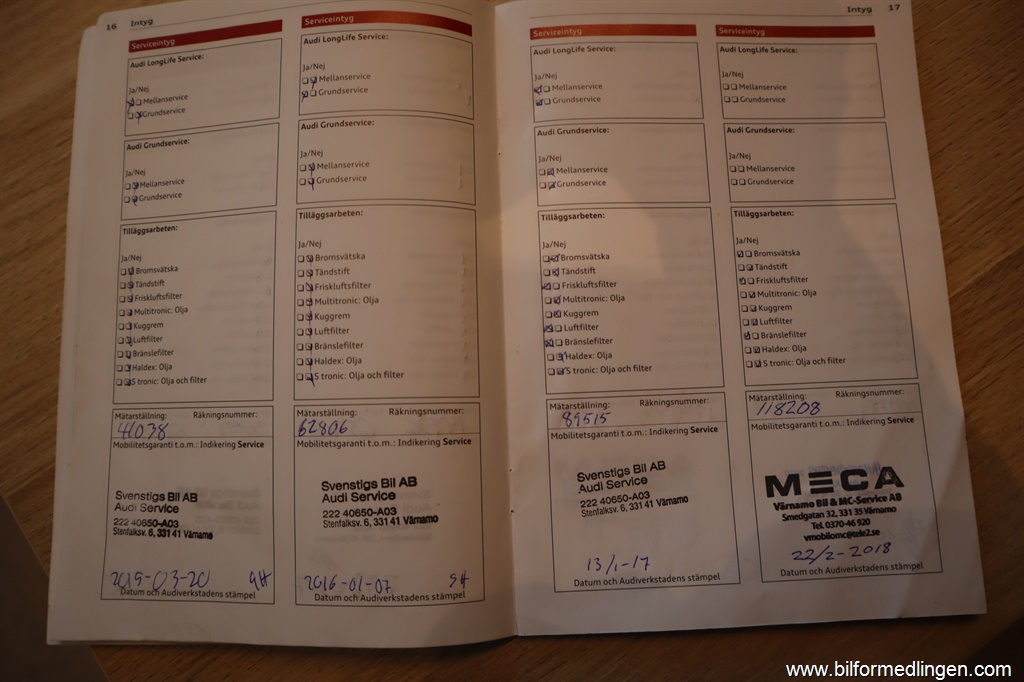 16 Intyg
Serviceintyg
Audi LongLife Service:
Ja/Nej
Mellanservice
Grundservice
Audi Grundservice:
Ja/Nej
Mellanservice
Grundservice
Tilläggsarbeten:
Ja/Nej
Bromsvätska
Tändstift
Friskluftsfilter
Multitronic: Olja
Kuggrem
Luftfilter
Bränslefilter
Haldex: Olja
S tronic: Olja och filter
Mätarställning: Räkningsnummer:
41038
Mobilitetsgaranti t.o.m.: Indikering Service
Svenstigs Bil AB
Audi Service
222 40650-A03
Stenfalksv. 6, 331 41 Värnamo
2015-03-20
Datum och Audiverkstadens stämpel
Serviceintyg
Audi LongLife Service:
Ja/Nej
Mellanservice
Grundservice
Audi Grundservice:
Ja/Nej
Mellanservice
Grundservice
Tilläggsarbeten:
Ja/Nej
Bromsvätska
Tändstift
Friskluftsfilter
Multitronic: Olja
Kuggrem
Luftfilter
Bränslefilter
Haldex: Olja
S tronic: Olja och filter
Mätarställning: Räkningsnummer:
62806
Mobilitetsgaranti t.o.m.: Indikering Service
Svenstigs Bil AB
Audi Service
222 40650-A03
Stenfalksv. 6, 331 41 Värnamo
2016-01-07
Datum och Audiverkstadens stämpel
Intyg 17
Serviceintyg
Audi LongLife Service:
Ja/Nej
Mellanservice
Grundservice
Audi Grundservice:
Ja/Nej
Mellanservice
Grundservice
Tilläggsarbeten:
Ja/Nej
Bromsvätska
Tändstift
Friskluftsfilter
Multitronic: Olja
Kuggrem
Luftfilter
Bränslefilter
Haldex: Olja
S tronic: Olja och filter
Mätarställning: Räkningsnummer:
89515
Mobilitetsgaranti t.o.m.: Indikering Service
Svenstigs Bil AB
Audi Service
222 40650-A03
Stenfalksv. 6, 331 41 Värnamo
13/1-17
Datum och Audiverkstadens stämpel
Serviceintyg
Audi LongLife Service:
Ja/Nej
Mellanservice
Grundservice
Audi Grundservice:
Ja/Nej
Mellanservice
Grundservice
Tilläggsarbeten:
Ja/Nej
Bromsvätska
Tändstift
Friskluftsfilter
Multitronic: Olja
Kuggrem
Luftfilter
Bränslefilter
Haldex: Olja
S tronic: Olja och filter
Mätarställning: Räkningsnummer:
118208
Mobilitetsgaranti t.o.m.: Indikering Service
MECA
Värnamo Bil & MC-Service AB
Smedgatan 32, 331 35 Värnamo
Tel. 0370-46 920
vmobilomc@tele2.se
22/2-2018
Datum och Audiverkstadens stämpel
www.bilformedlingen.com